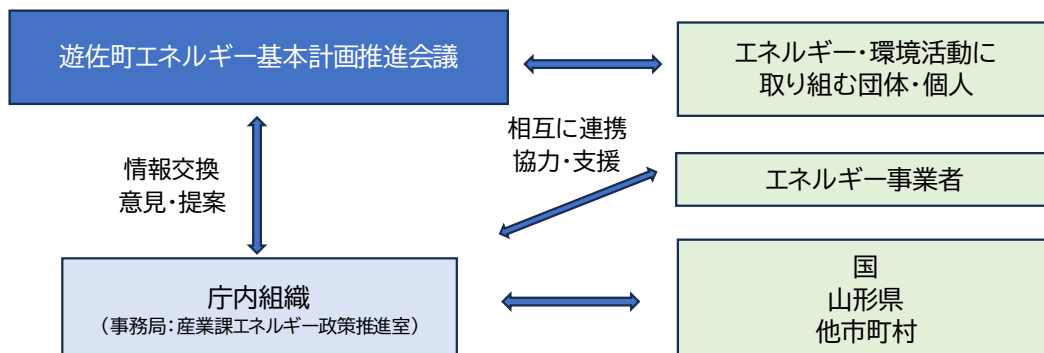 遊佐町エネルギー基本計画推進会議
エネルギー・環境活動に
取り組む団体・個人
相互に連携
協力・支援
情報交換
意見・提案
エネルギー事業者
庁内組織
（事務局：産業課エネルギー政策推進室）
国
山形県
他市町村